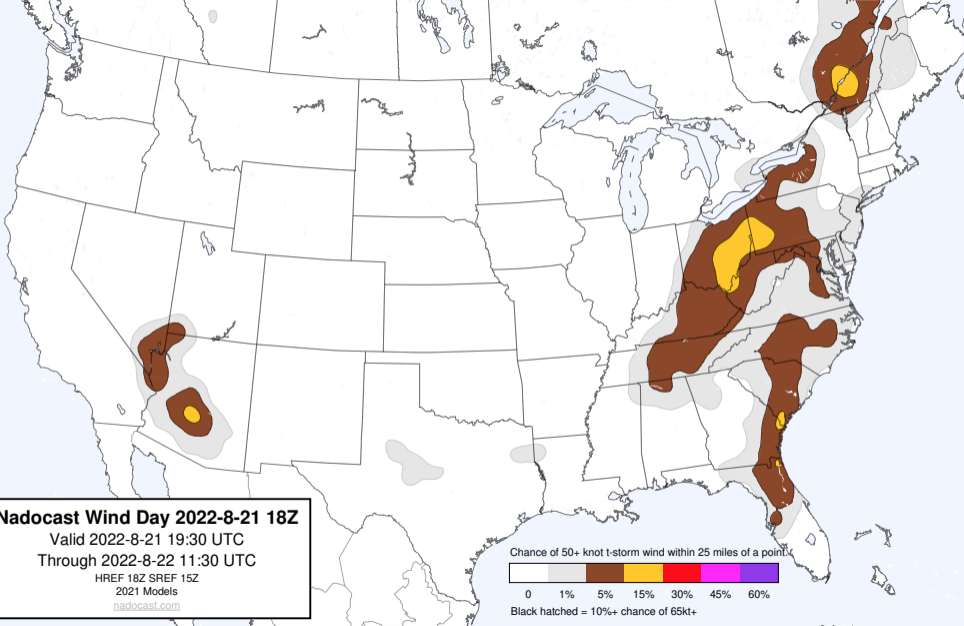 Nadocast Wind Day 2022-8-21 18Z
Valid 2022-8-21 19:30 UTC
Through 2022-8-22 11:30 UTC
HREF 18Z SREF 15Z
2021 Models
nadocast.com
Chance of 50+ knot t-storm wind within 25 miles of a point.
0 1% 5% 15% 30% 45% 60%
Black hatched = 10%+ chance of 65kt+